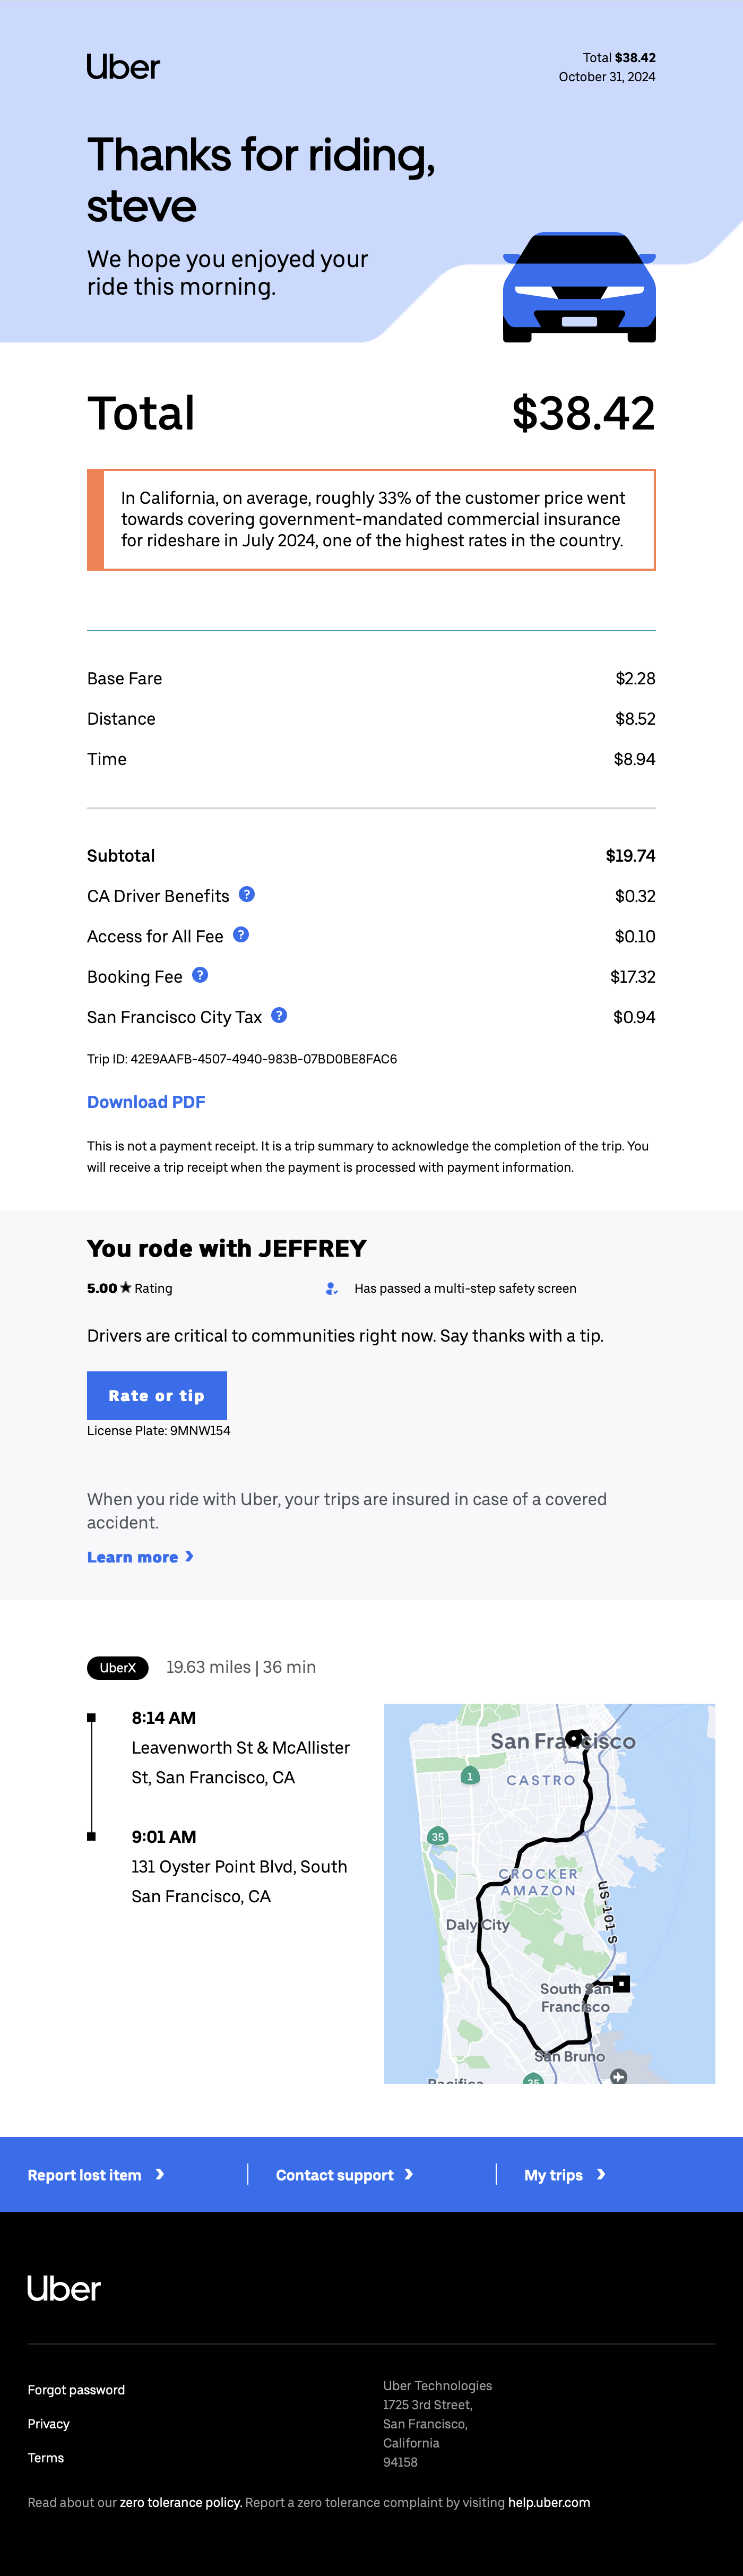 Uber
Total $38.42
October 31, 2024
Thanks for riding,
steve
We hope you enjoyed your
ride this morning.
Total $38.42
In California, on average, roughly 33% of the customer price went
towards covering government-mandated commercial insurance
for rideshare in July 2024, one of the highest rates in the country.
Base Fare $2.28
Distance $8.52
Time $8.94
Subtotal $19.74
CA Driver Benefits ? $0.32
Access for All Fee ? $0.10
Booking Fee ? $17.32
San Francisco City Tax ? $0.94
Trip ID: 42E9AAFB-4507-4940-983B-07BD0BE8FAC6
Download PDF
This is not a payment receipt. It is a trip summary to acknowledge the completion of the trip. You
will receive a trip receipt when the payment is processed with payment information.
You rode with JEFFREY
5.00 ★ Rating Has passed a multi-step safety screen
Drivers are critical to communities right now. Say thanks with a tip.
Rate or tip
License Plate: 9MNW154
When you ride with Uber, your trips are insured in case of a covered
accident.
Learn more ❯
UberX 19.63 miles | 36 min
8:14 AM
Leavenworth St & McAllister
St, San Francisco, CA
9:01 AM
131 Oyster Point Blvd, South
San Francisco, CA
San Francisco
CASTRO
1
35
CROCKER
AMAZON
US-101 S
Daly City
South San
Francisco
San Bruno
Pacifica
35
Report lost item ❯ Contact support ❯ My trips ❯
Uber
Forgot password
Privacy
Terms
Uber Technologies
1725 3rd Street,
San Francisco,
California
94158
Read about our zero tolerance policy. Report a zero tolerance complaint by visiting help.uber.com